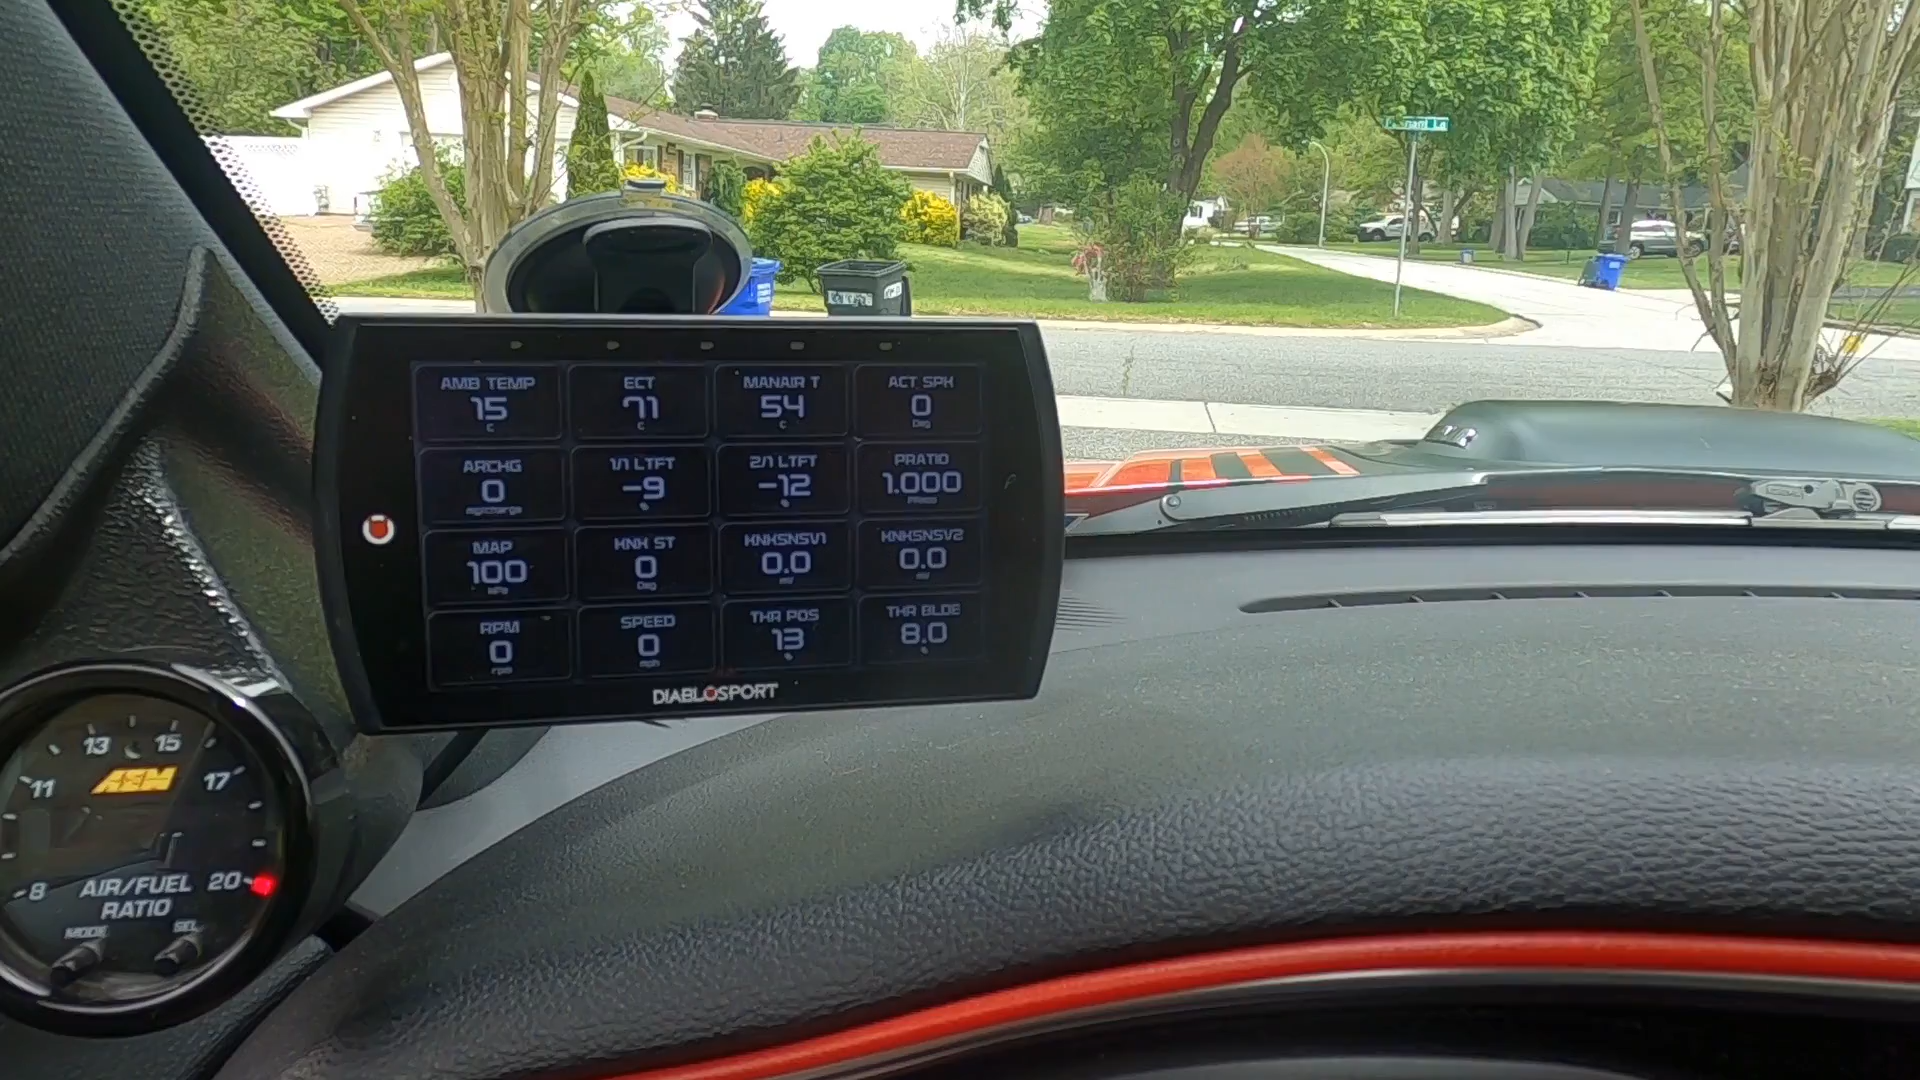 AMB TEMP
15
C
ECT
71
C
MANAIR T
54
C
ACT SPK
0
Deg
ARCHG
0
mg/charge
1/1 LTFT
-9
%
2/1 LTFT
-12
%
PRATIO
1.000
PRatio
MAP
100
kPa
KNK ST
0
Deg
KNKSNSV1
0.0
mV
KNKSNSV2
0.0
mV
RPM
0
rpm
SPEED
0
mph
THR POS
13
%
THR BLDE
8.0
%
DIABLOSPORT
8
11
13
15
17
20
AEM
AIR/FUEL
RATIO
MODE
SEL